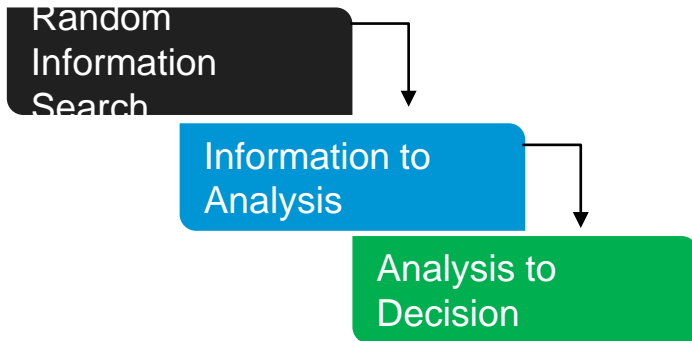 Random
Information
Search
Information to
Analysis
Analysis to
Decision